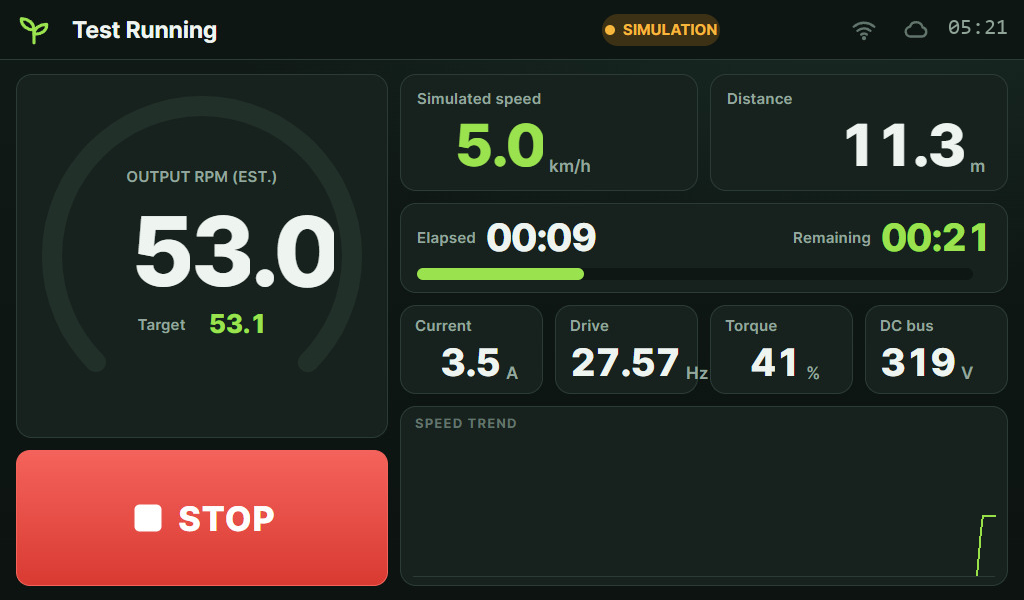 Test Running
SIMULATION
05:21
OUTPUT RPM (EST.)
53.0
Target 53.1
STOP
Simulated speed
5.0 km/h
Distance
11.3 m
Elapsed 00:09
Remaining 00:21
Current
3.5 A
Drive
27.57 Hz
Torque
41 %
DC bus
319 V
SPEED TREND